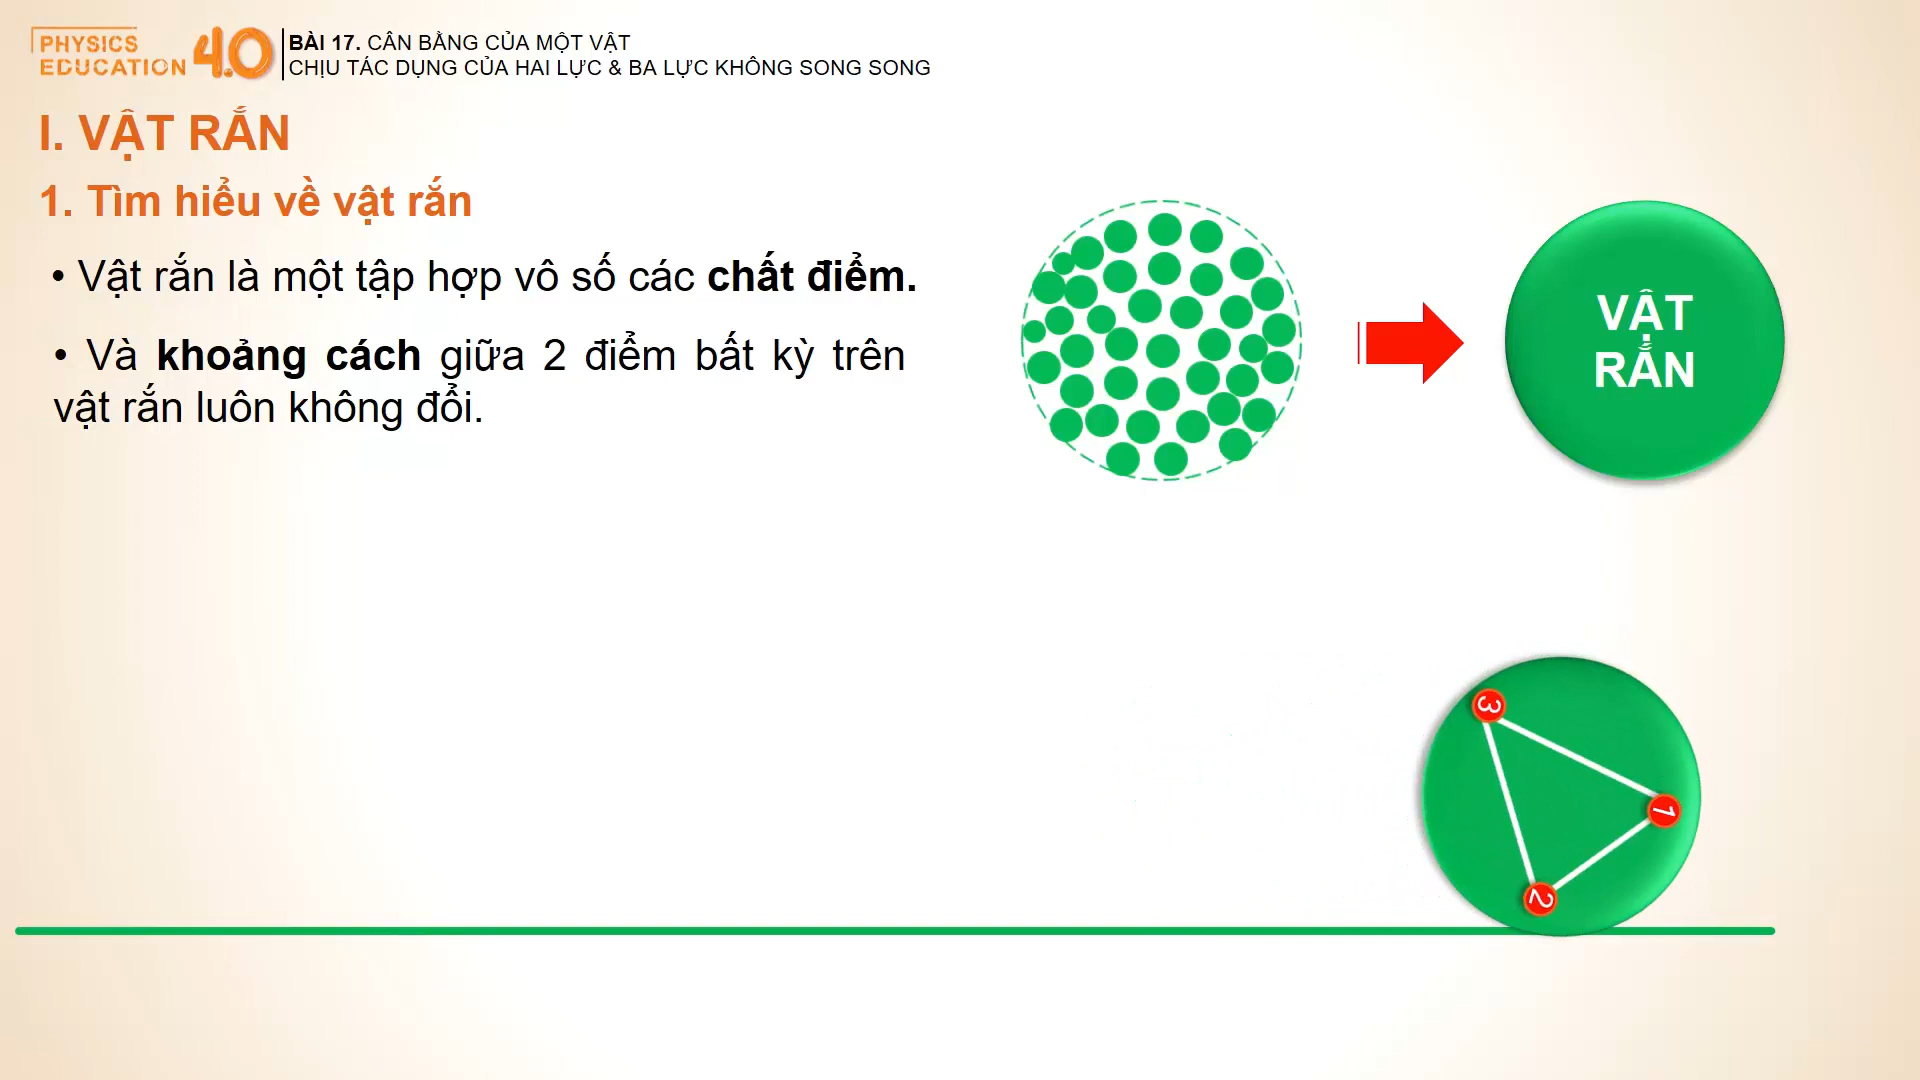 PHYSICS
EDUCATION 4.0
BÀI 17. CÂN BẰNG CỦA MỘT VẬT
CHỊU TÁC DỤNG CỦA HAI LỰC & BA LỰC KHÔNG SONG SONG
I. VẬT RẮN
1. Tìm hiểu về vật rắn
• Vật rắn là một tập hợp vô số các chất điểm.
• Và khoảng cách giữa 2 điểm bất kỳ trên
vật rắn luôn không đổi.
VẬT
RẮN
3
1
2